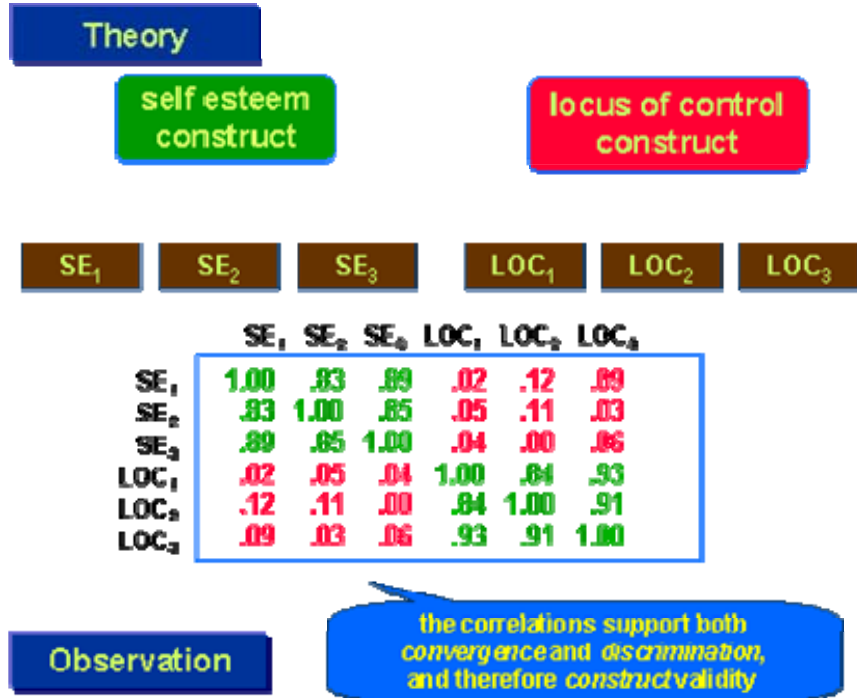 Theory
self esteem
construct
locus of control
construct
SE₁ SE₂ SE₃ LOC₁ LOC₂ LOC₃
SE₁ SE₂ SE₃ LOC₁ LOC₂ LOC₃
SE₁ 1.00 .83 .89 .02 .12 .09
SE₂ .83 1.00 .85 .05 .11 .03
SE₃ .89 .85 1.00 .04 .00 .06
LOC₁ .02 .05 .04 1.00 .84 .93
LOC₂ .12 .11 .00 .84 1.00 .91
LOC₃ .09 .03 .06 .93 .91 1.00
the correlations support both
convergence and discrimination,
and therefore construct validity
Observation